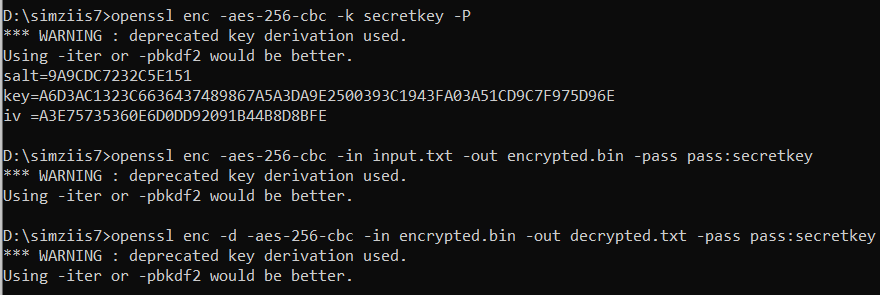 D:\simziis7>openssl enc -aes-256-cbc -k secretkey -P
*** WARNING : deprecated key derivation used.
Using -iter or -pbkdf2 would be better.
salt=9A9CDC7232C5E151
key=A6D3AC1323C6636437489867A5A3DA9E2500393C1943FA03A51CD9C7F975D96E
iv =A3E75735360E6D0DD92091B44B8D8BFE

D:\simziis7>openssl enc -aes-256-cbc -in input.txt -out encrypted.bin -pass pass:secretkey
*** WARNING : deprecated key derivation used.
Using -iter or -pbkdf2 would be better.

D:\simziis7>openssl enc -d -aes-256-cbc -in encrypted.bin -out decrypted.txt -pass pass:secretkey
*** WARNING : deprecated key derivation used.
Using -iter or -pbkdf2 would be better.